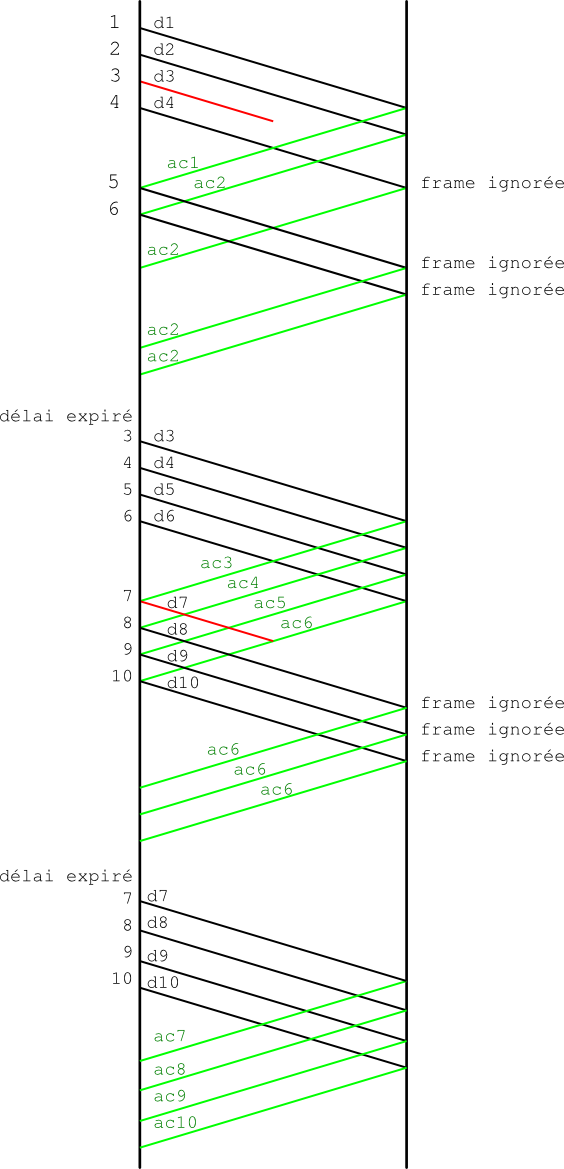 1 d1
2 d2
3 d3
4 d4
ac1
5 ac2 frame ignorée
6
ac2
frame ignorée
frame ignorée
ac2
ac2
délai expiré
3 d3
4 d4
5 d5
6 d6
ac3
ac4
7 d7 ac5
8 d8 ac6
9 d9
10 d10
frame ignorée
frame ignorée
ac6 frame ignorée
ac6
ac6
délai expiré
7 d7
8 d8
9 d9
10 d10
ac7
ac8
ac9
ac10